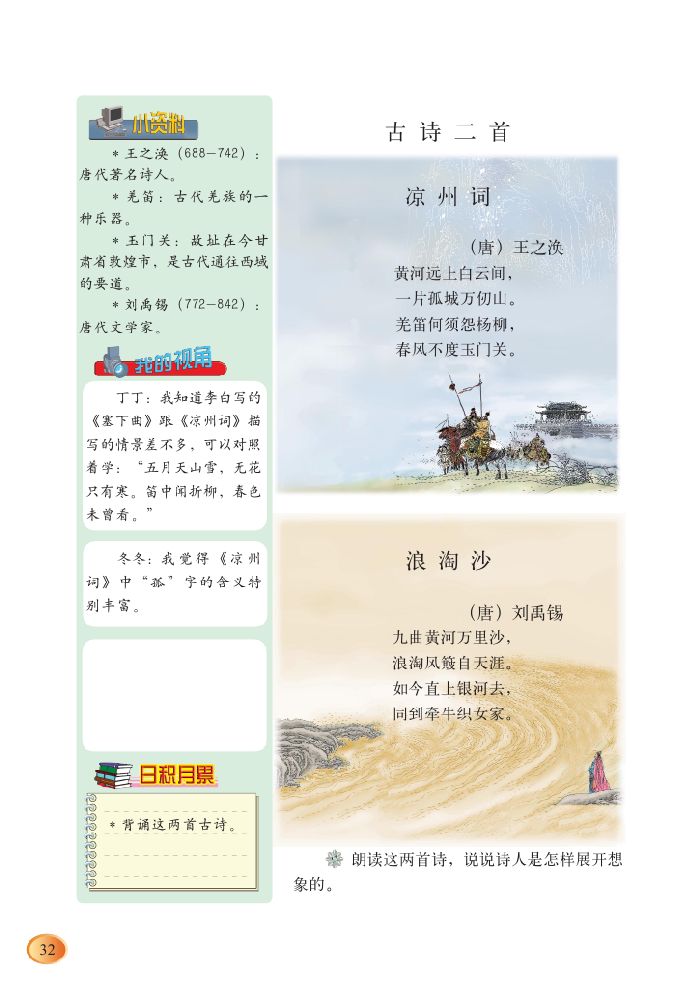 小资料
*王之涣（688－742）：
唐代著名诗人。
*羌笛：古代羌族的一
种乐器。
*玉门关：故址在今甘
肃省敦煌市，是古代通往西域
的要道。
*刘禹锡（772－842）：
唐代文学家。
我的视角
丁丁：我知道李白写的
《塞下曲》跟《凉州词》描
写的情景差不多，可以对照
着学：“五月天山雪，无花
只有寒。笛中闻折柳，春色
未曾看。”
冬冬：我觉得《凉州
词》中“孤”字的含义特
别丰富。
日积月累
*背诵这两首古诗。
古诗二首
凉州词
（唐）王之涣
黄河远上白云间，
一片孤城万仞山。
羌笛何须怨杨柳，
春风不度玉门关。
浪淘沙
（唐）刘禹锡
九曲黄河万里沙，
浪淘风簸自天涯。
如今直上银河去，
同到牵牛织女家。
朗读这两首诗，说说诗人是怎样展开想
象的。
32